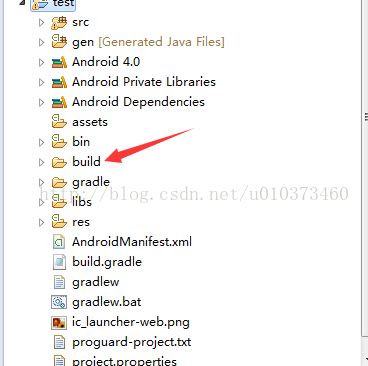 test
src
gen [Generated Java Files]
Android 4.0
Android Private Libraries
Android Dependencies
assets
bin
build
gradle
http://blog.csdn.net/u010373460
libs
res
AndroidManifest.xml
build.gradle
gradlew
gradlew.bat
ic_launcher-web.png
proguard-project.txt
project.properties